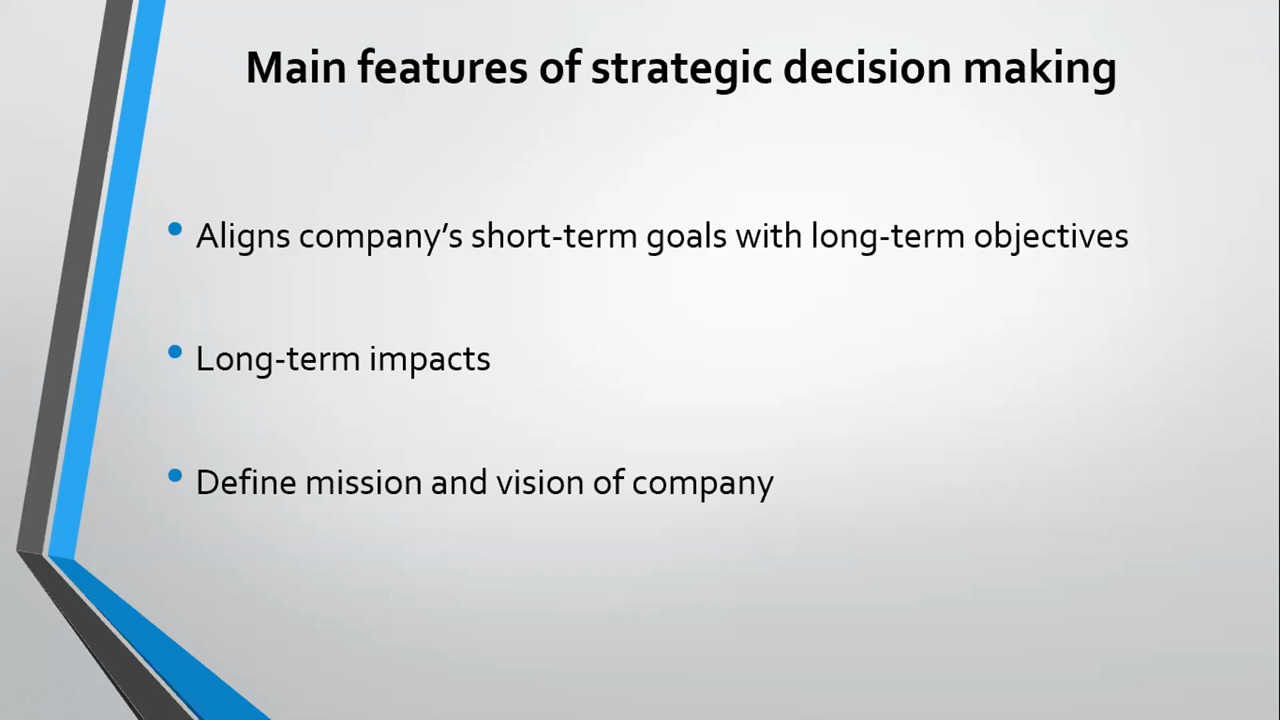 Main features of strategic decision making
• Aligns company’s short-term goals with long-term objectives
• Long-term impacts
• Define mission and vision of company